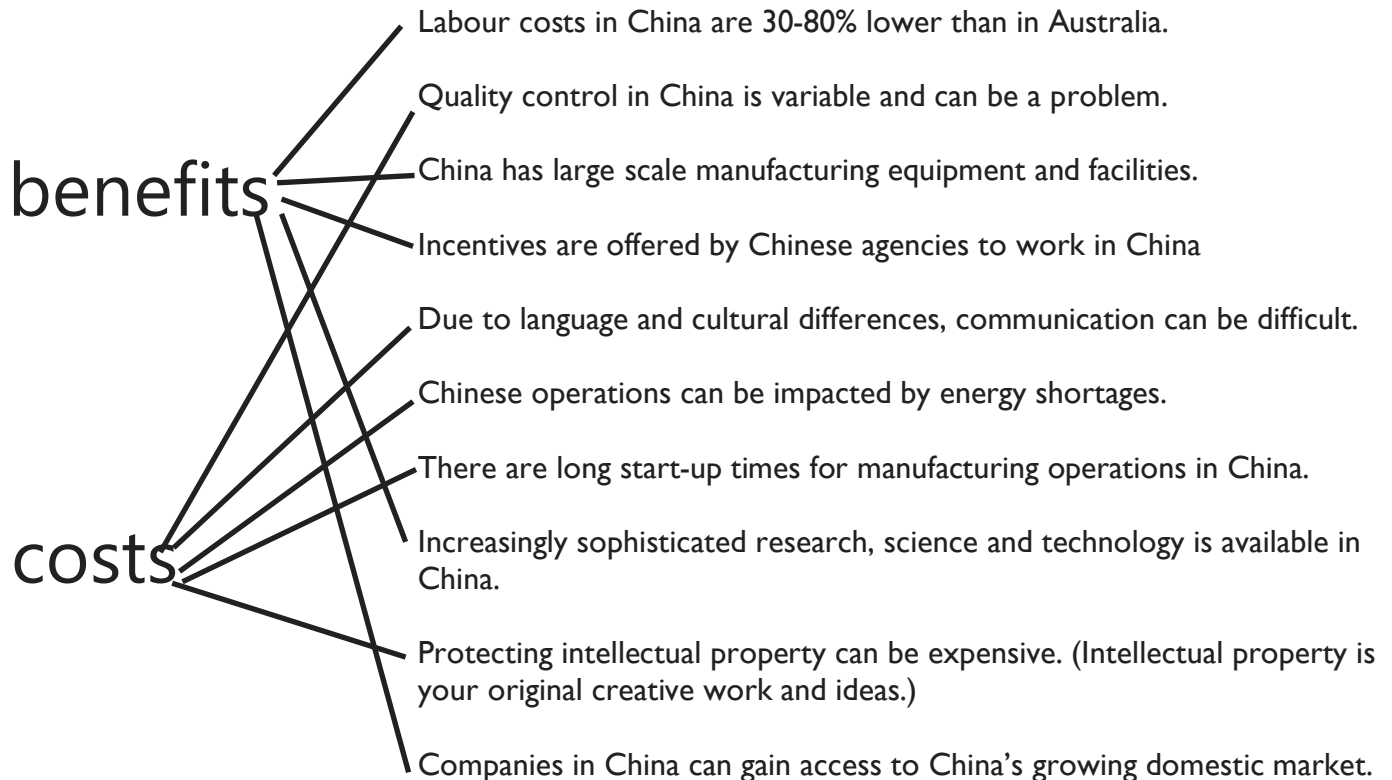 Labour costs in China are 30-80% lower than in Australia.
Quality control in China is variable and can be a problem.
benefits
China has large scale manufacturing equipment and facilities.
Incentives are offered by Chinese agencies to work in China
Due to language and cultural differences, communication can be difficult.
Chinese operations can be impacted by energy shortages.
There are long start-up times for manufacturing operations in China.
costs
Increasingly sophisticated research, science and technology is available in
China.
Protecting intellectual property can be expensive. (Intellectual property is
your original creative work and ideas.)
Companies in China can gain access to China’s growing domestic market.